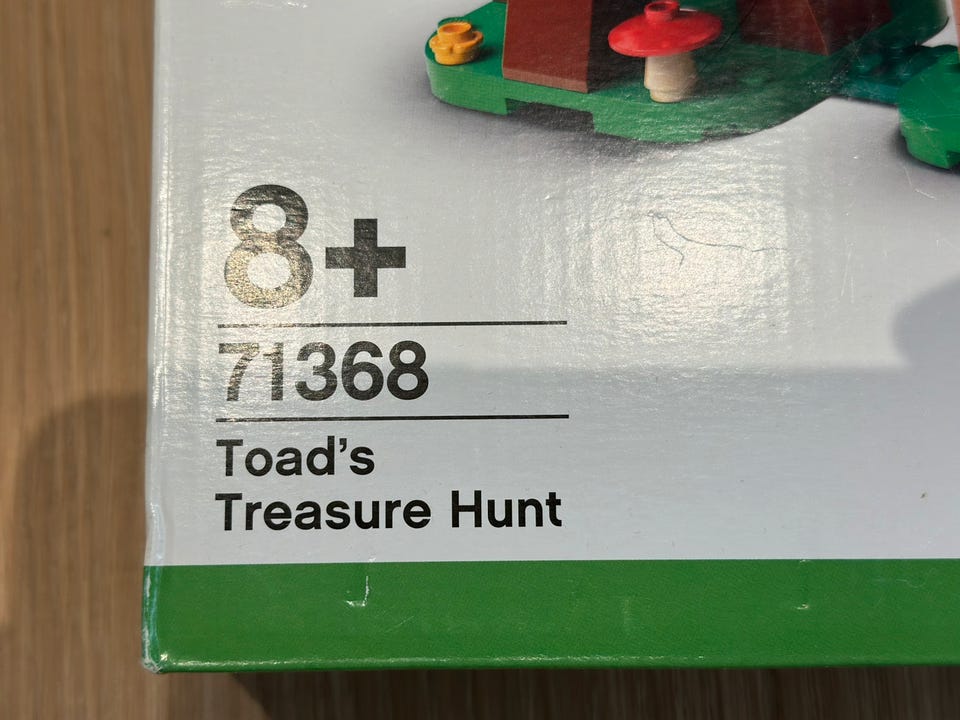 8+
71368
Toad’s
Treasure Hunt